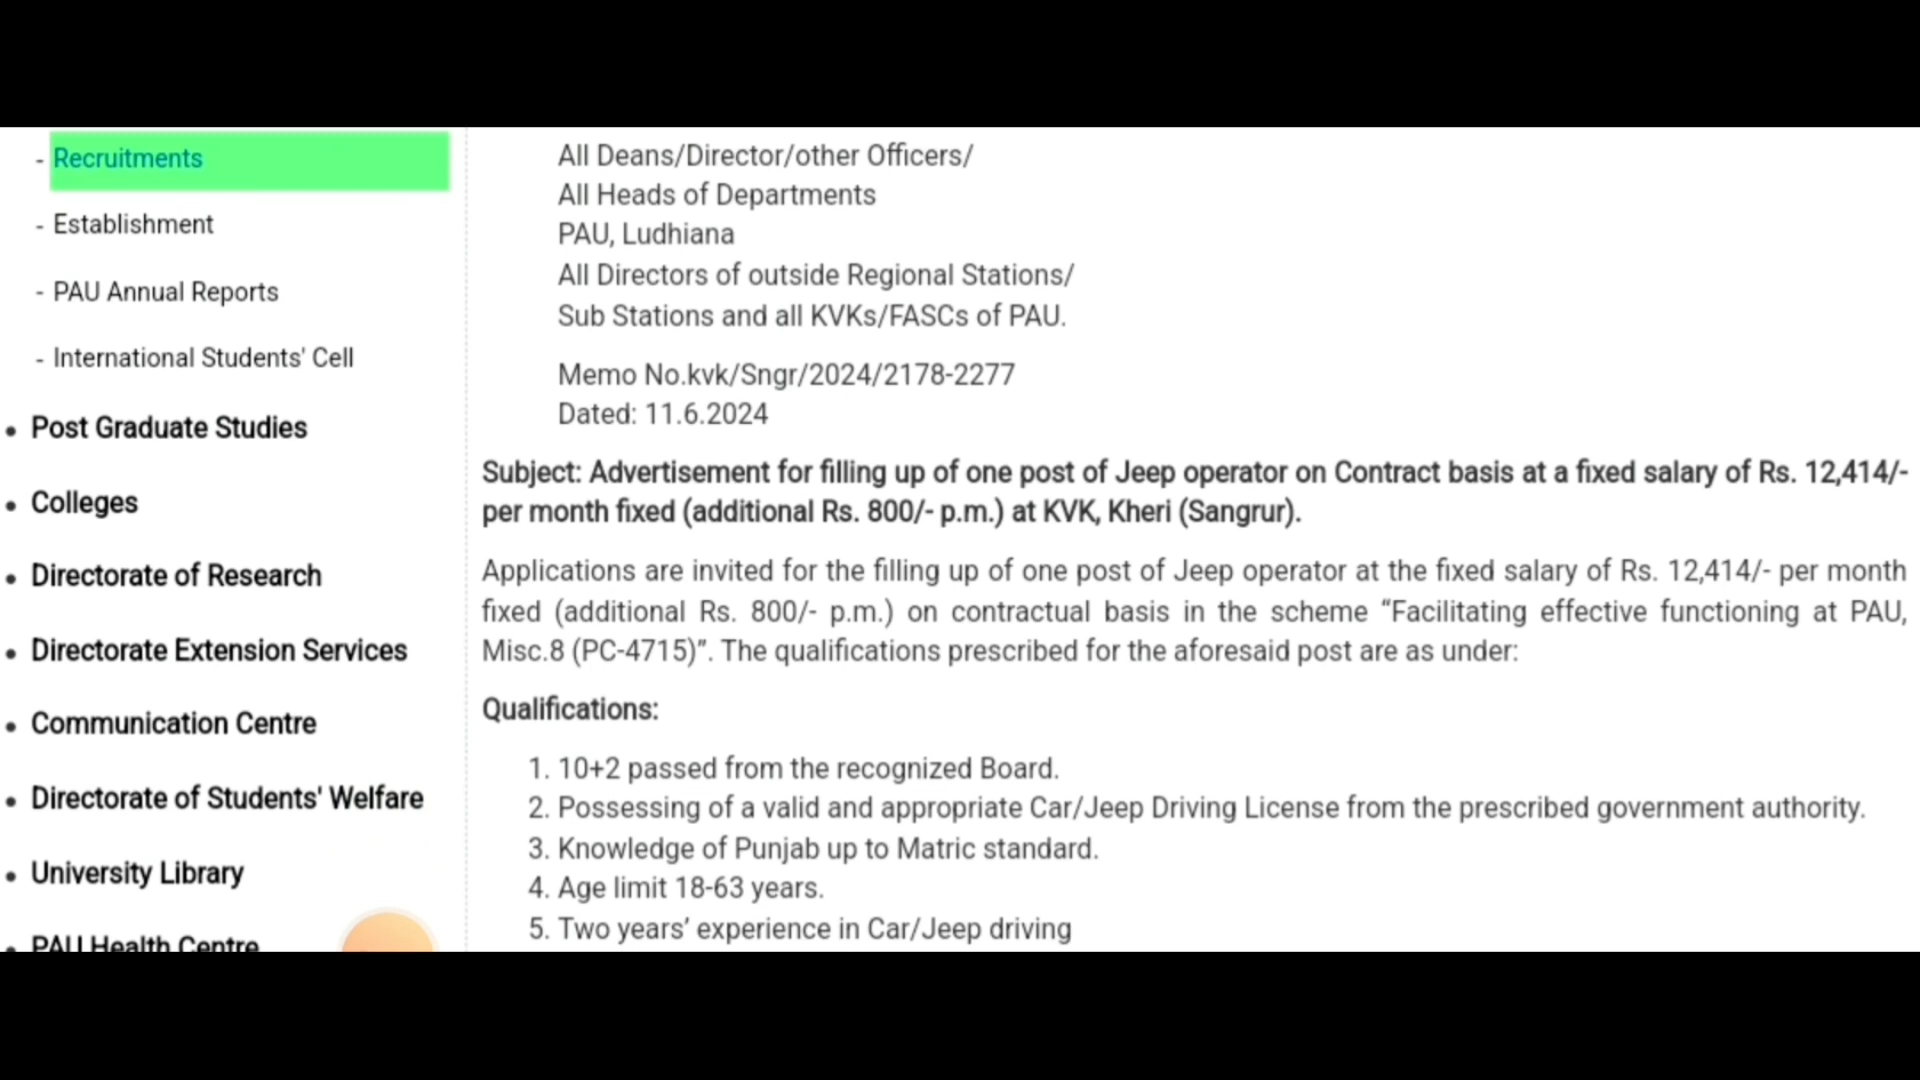 - Recruitments
- Establishment
- PAU Annual Reports
- International Students' Cell
• Post Graduate Studies
• Colleges
• Directorate of Research
• Directorate Extension Services
• Communication Centre
• Directorate of Students' Welfare
• University Library
• PAU Health Centre
All Deans/Director/other Officers/
All Heads of Departments
PAU, Ludhiana
All Directors of outside Regional Stations/
Sub Stations and all KVKs/FASCs of PAU.
Memo No.kvk/Sngr/2024/2178-2277
Dated: 11.6.2024
Subject: Advertisement for filling up of one post of Jeep operator on Contract basis at a fixed salary of Rs. 12,414/-
per month fixed (additional Rs. 800/- p.m.) at KVK, Kheri (Sangrur).
Applications are invited for the filling up of one post of Jeep operator at the fixed salary of Rs. 12,414/- per month
fixed (additional Rs. 800/- p.m.) on contractual basis in the scheme “Facilitating effective functioning at PAU,
Misc.8 (PC-4715)”. The qualifications prescribed for the aforesaid post are as under:
Qualifications:
1. 10+2 passed from the recognized Board.
2. Possessing of a valid and appropriate Car/Jeep Driving License from the prescribed government authority.
3. Knowledge of Punjab up to Matric standard.
4. Age limit 18-63 years.
5. Two years’ experience in Car/Jeep driving